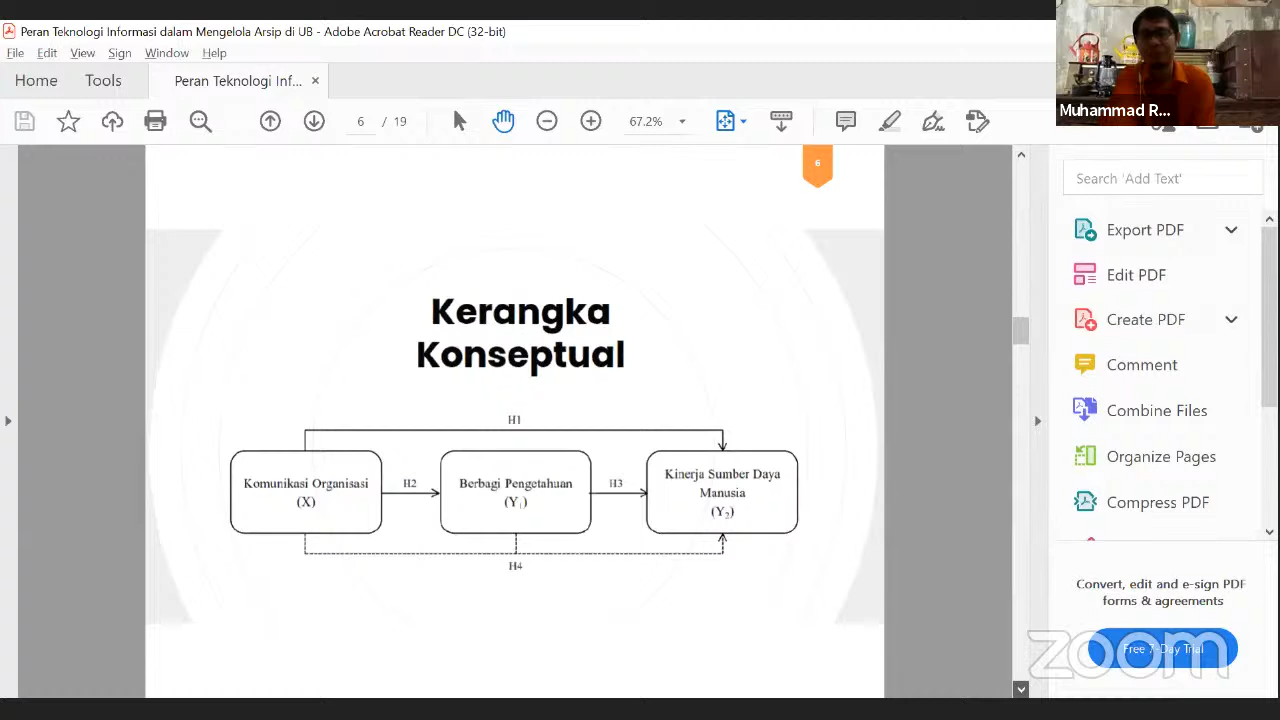 Peran Teknologi Informasi dalam Mengelola Arsip di UB - Adobe Acrobat Reader DC (32-bit)
File Edit View Sign Window Help
Home Tools Peran Teknologi Inf... ×
6 / 19 67.2%
Muhammad R...
6
Search 'Add Text'
Export PDF
Edit PDF
Create PDF
Comment
Combine Files
Organize Pages
Compress PDF
Convert, edit and e-sign PDF
forms & agreements
Free 7-Day Trial
zoom
Kerangka
Konseptual
H1
Komunikasi Organisasi
(X)
H2
Berbagi Pengetahuan
(Y1)
H3
Kinerja Sumber Daya
Manusia
(Y2)
H4